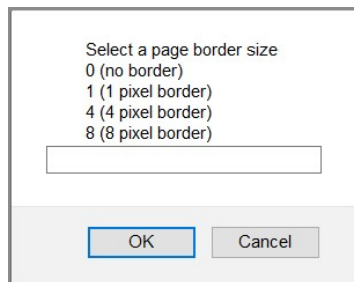 Select a page border size
0 (no border)
1 (1 pixel border)
4 (4 pixel border)
8 (8 pixel border)
OK Cancel